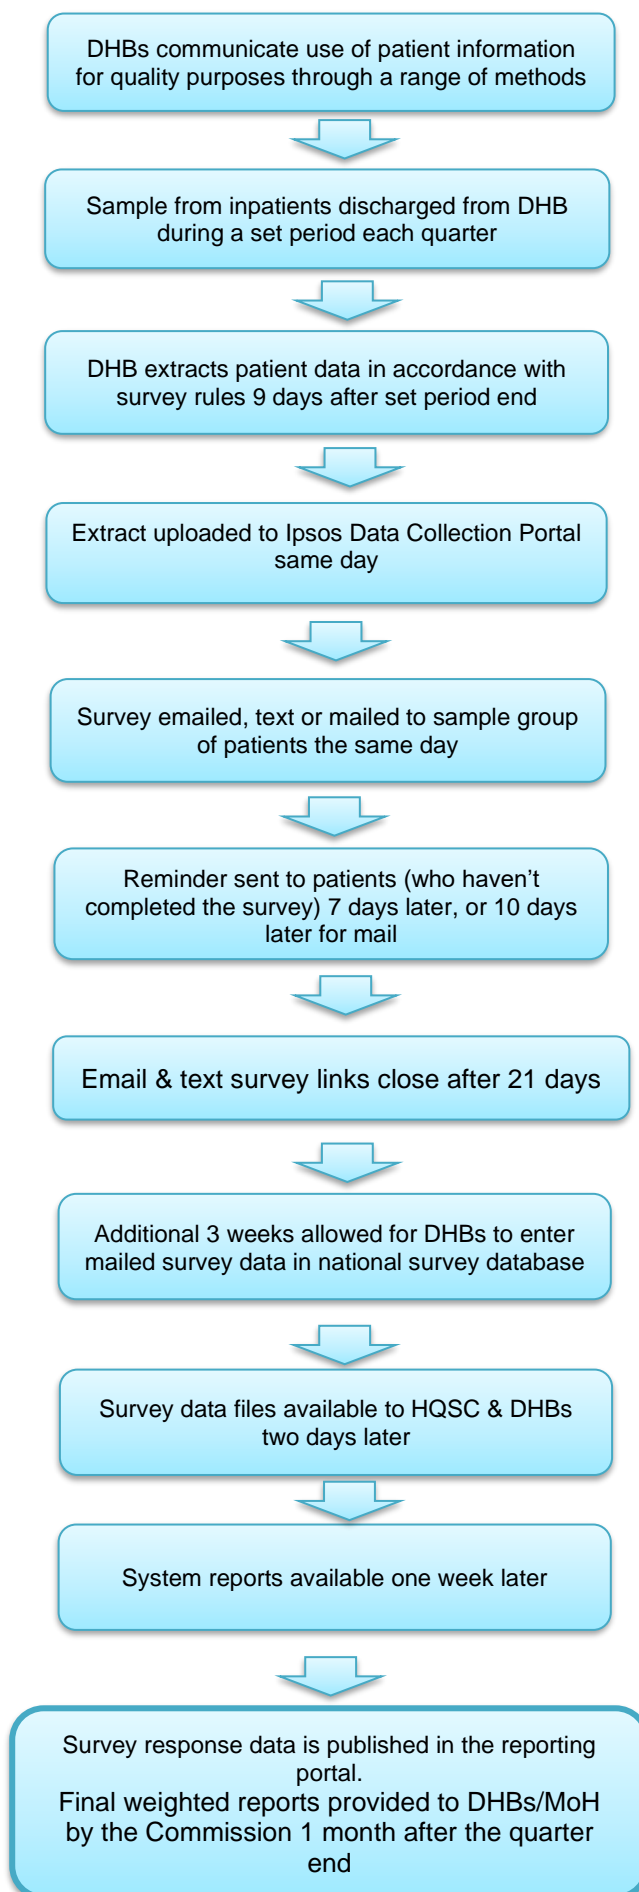 DHBs communicate use of patient information
for quality purposes through a range of methods
Sample from inpatients discharged from DHB
during a set period each quarter
DHB extracts patient data in accordance with
survey rules 9 days after set period end
Extract uploaded to Ipsos Data Collection Portal
same day
Survey emailed, text or mailed to sample group
of patients the same day
Reminder sent to patients (who haven't
completed the survey) 7 days later, or 10 days
later for mail
Email & text survey links close after 21 days
Additional 3 weeks allowed for DHBs to enter
mailed survey data in national survey database
Survey data files available to HQSC & DHBs
two days later
System reports available one week later
Survey response data is published in the reporting
portal.
Final weighted reports provided to DHBs/MoH
by the Commission 1 month after the quarter
end